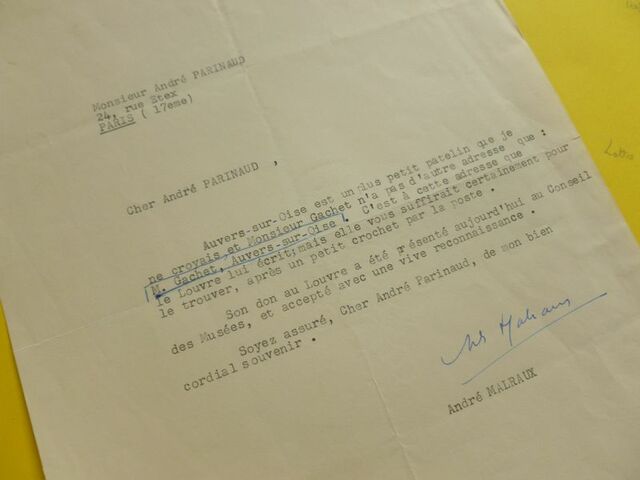 Monsieur André PARINAUD
24, rue Etex
PARIS ( 17eme)
Cher André PARINAUD ,
Auvers-sur-Oise est un plus petit patelin que je
ne croyais et Monsieur Gachet n'a pas d'autre adresse que :
M. Gachet, Auvers-sur-Oise . C'est à cette adresse que
le Louvre lui écrit; mais elle vous suffirait certainement pour
le trouver, après un petit crochet par la poste .
Son don au Louvre a été présenté aujourd'hui au Conseil
des Musées, et accepté avec une vive reconnaissance .
Soyez assuré, Cher André Parinaud, de mon bien
cordial souvenir .
André MALRAUX